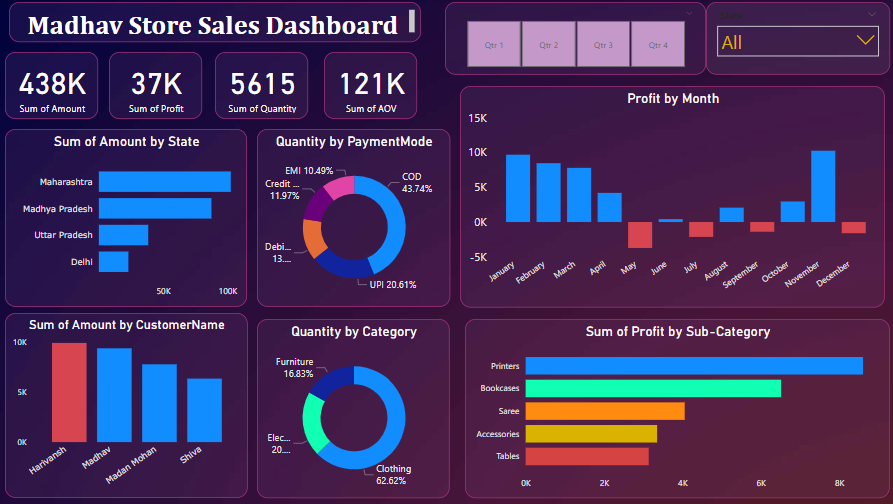 Madhav Store Sales Dashboard
Qtr 1 Qtr 2 Qtr 3 Qtr 4
All
438K
Sum of Amount
37K
Sum of Profit
5615
Sum of Quantity
121K
Sum of AOV
Sum of Amount by State
Maharashtra
Madhya Pradesh
Uttar Pradesh
Delhi
50K 100K
Quantity by PaymentMode
EMI 10.49%
Credit ...
11.97%
Debi...
13....
COD
43.74%
UPI 20.61%
Profit by Month
15K
10K
5K
0K
-5K
January
February
March
April
May
June
July
August
September
October
November
December
Sum of Amount by CustomerName
10K
5K
0K
Harivansh
Madhav
Madan Mohan
Shiva
Quantity by Category
Furniture
16.83%
Elec...
20....
Clothing
62.62%
Sum of Profit by Sub-Category
Printers
Bookcases
Saree
Accessories
Tables
0K 2K 4K 6K 8K